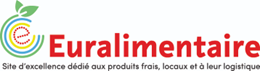 Euralimentaire
Site d'excellence dédié aux produits frais, locaux et à leur logistique